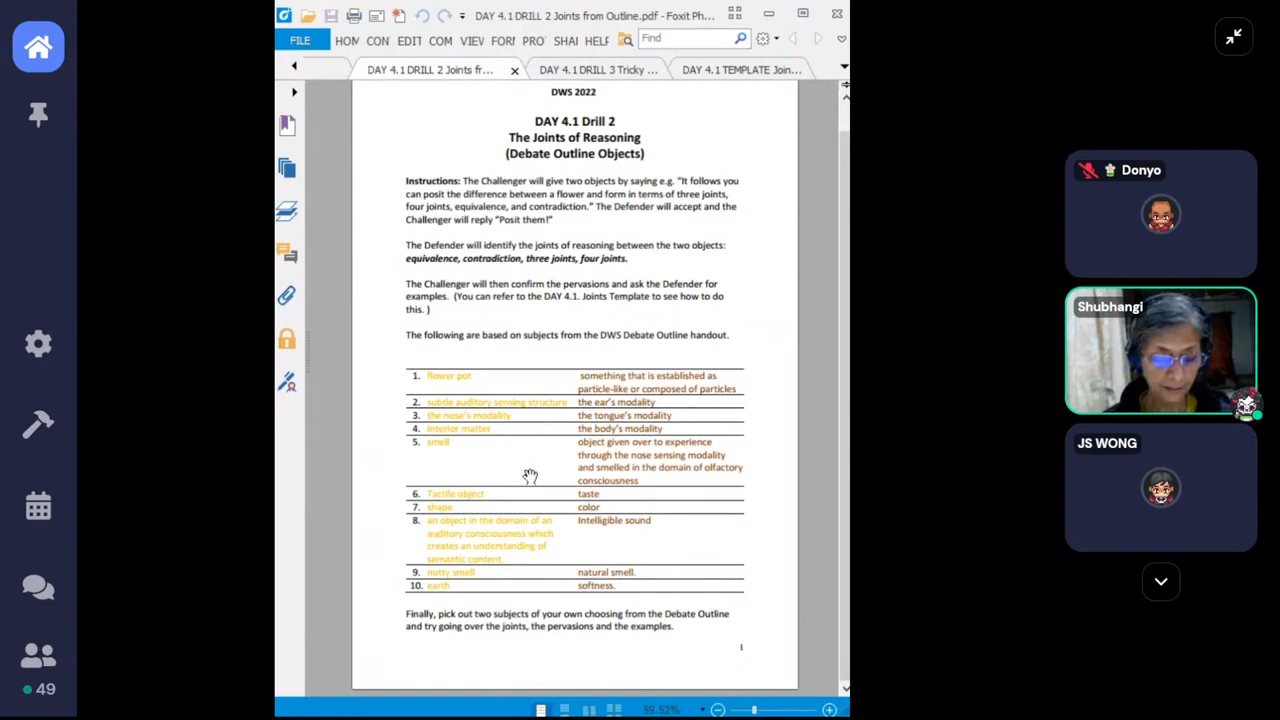 DAY 4.1 DRILL 2 Joints from Outline.pdf - Foxit Ph...
FILE HOM CON EDIT COM VIEV FORI PRO' SHAI HELF Find
DAY 4.1 DRILL 2 Joints fr... DAY 4.1 DRILL 3 Tricky ... DAY 4.1 TEMPLATE Join...
DWS 2022
DAY 4.1 Drill 2
The Joints of Reasoning
(Debate Outline Objects)
Instructions: The Challenger will give two objects by saying e.g. "It follows you
can posit the difference between a flower and form in terms of three joints,
four joints, equivalence, and contradiction." The Defender will accept and the
Challenger will reply "Posit them!"
The Defender will identify the joints of reasoning between the two objects:
equivalence, contradiction, three joints, four joints.
The Challenger will then confirm the pervasions and ask the Defender for
examples. (You can refer to the DAY 4.1. Joints Template to see how to do
this. )
The following are based on subjects from the DWS Debate Outline handout.
1. flower pot something that is established as
particle-like or composed of particles
2. subtle auditory sensing structure the ear's modality
3. the nose's modality the tongue's modality
4. interior matter the body's modality
5. smell object given over to experience
through the nose sensing modality
and smelled in the domain of olfactory
consciousness
6. Tactile object taste
7. shape color
8. an object in the domain of an Intelligible sound
auditory consciousness which
creates an understanding of
semantic content.
9. nutty smell natural smell.
10. earth softness.
Finally, pick out two subjects of your own choosing from the Debate Outline
and try going over the joints, the pervasions and the examples.
1
59.52%
49
Donyo
Shubhangi
JS WONG